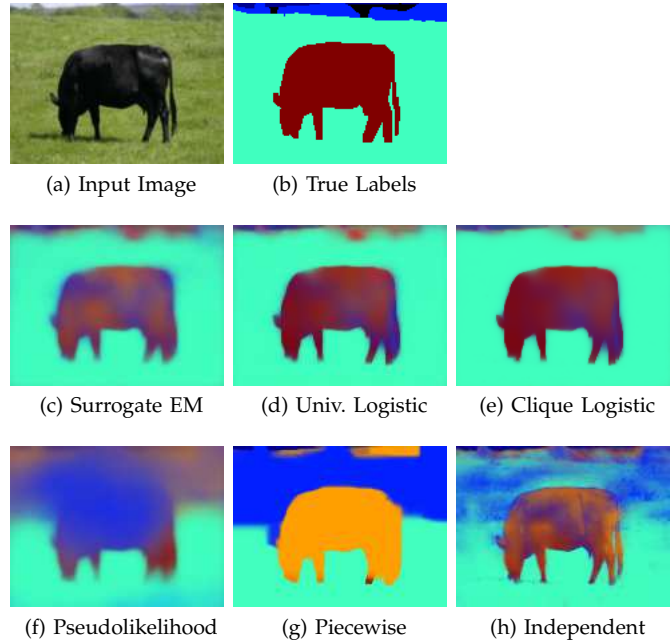 (a) Input Image
(b) True Labels
(c) Surrogate EM
(d) Univ. Logistic
(e) Clique Logistic
(f) Pseudolikelihood
(g) Piecewise
(h) Independent